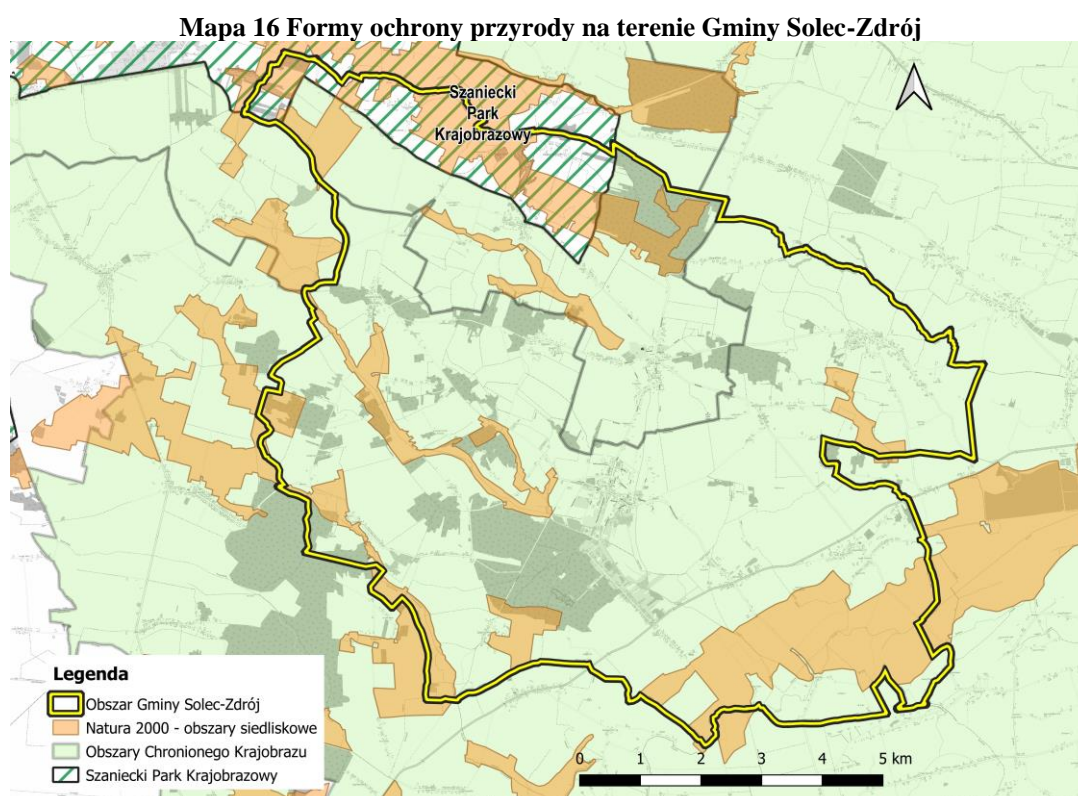 Mapa 16 Formy ochrony przyrody na terenie Gminy Solec-Zdrój
Szaniecki
Park
Krajobrazowy
Legenda
Obszar Gminy Solec-Zdrój
Natura 2000 - obszary siedliskowe
Obszary Chronionego Krajobrazu
Szaniecki Park Krajobrazowy
0 1 2 3 4 5 km